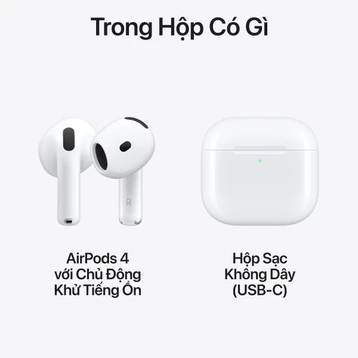 Trong Hộp Có Gì
AirPods 4
với Chủ Động
Khử Tiếng Ồn
Hộp Sạc
Không Dây
(USB-C)
R